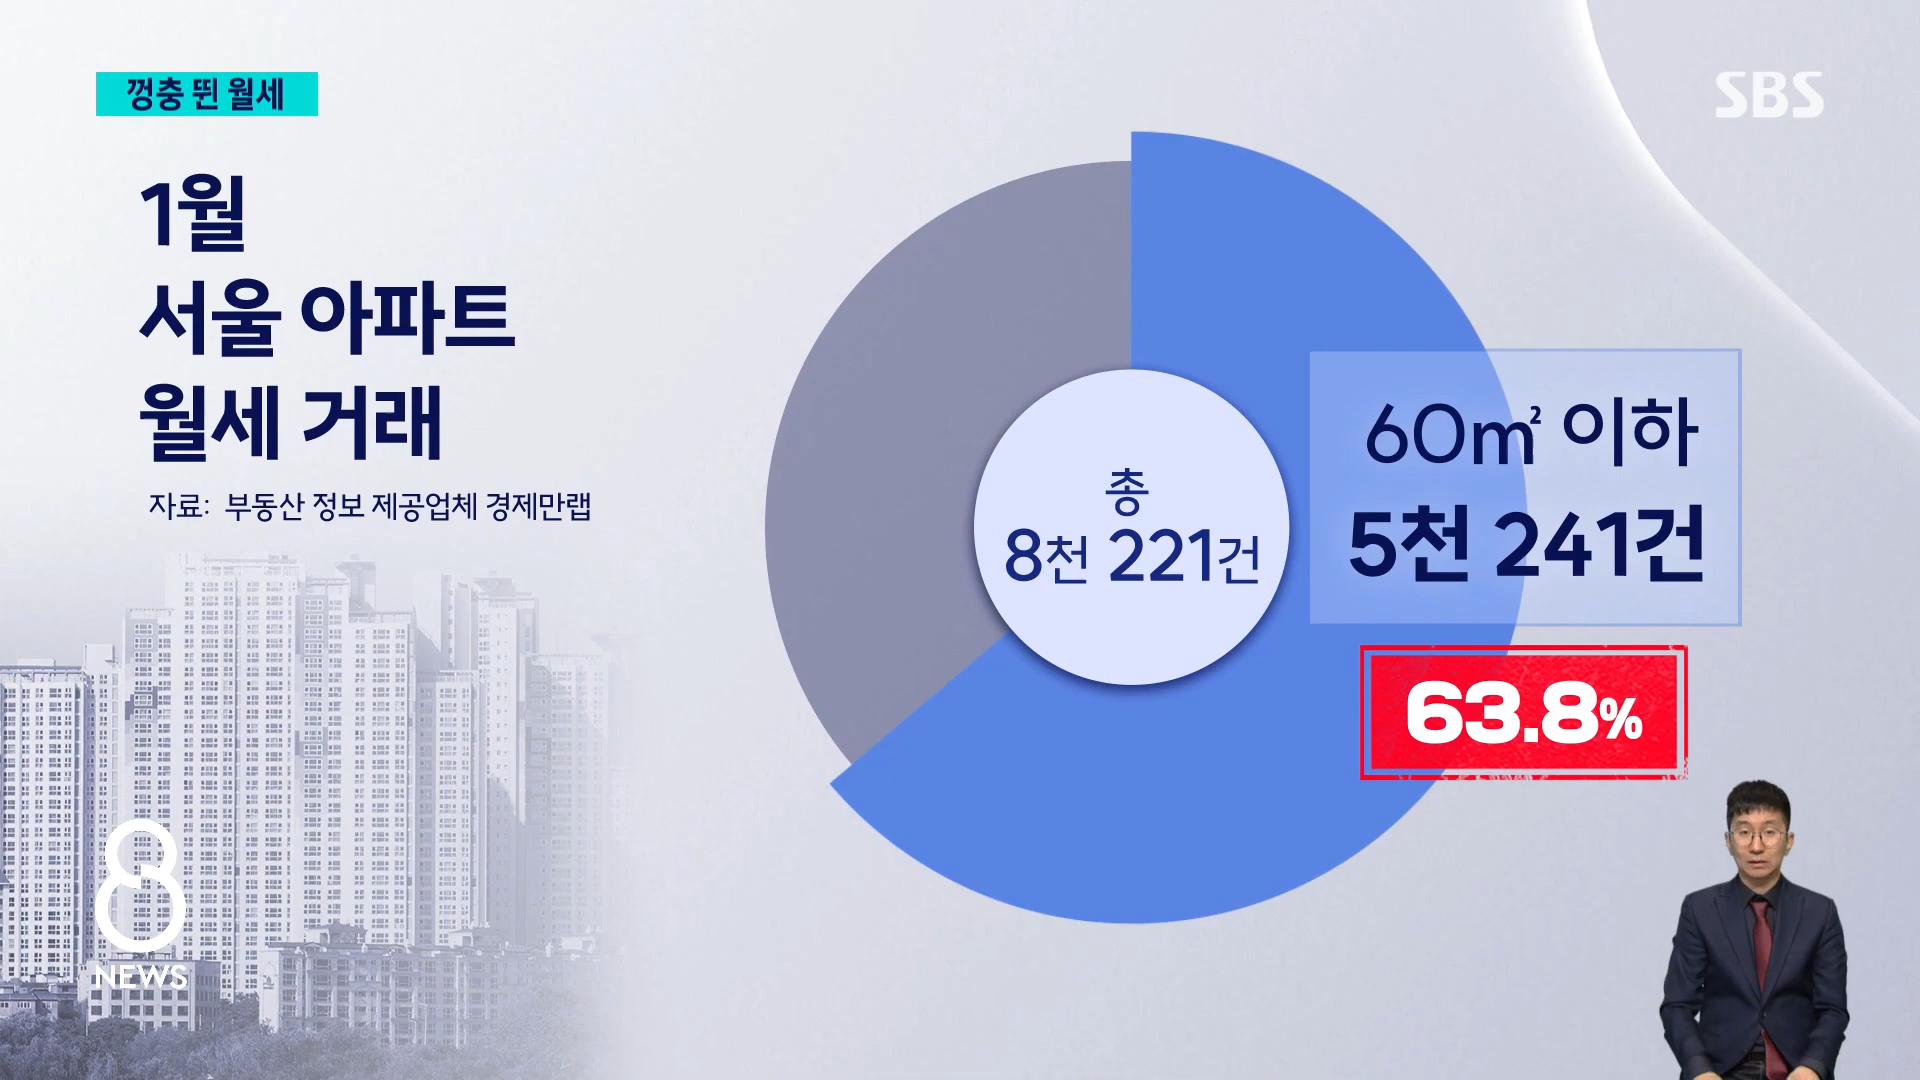 껑충 뛴 월세
SBS
1월
서울 아파트
월세 거래
자료: 부동산 정보 제공업체 경제만랩
총
8천 221건
60㎡ 이하
5천 241건
63.8%
8
NEWS